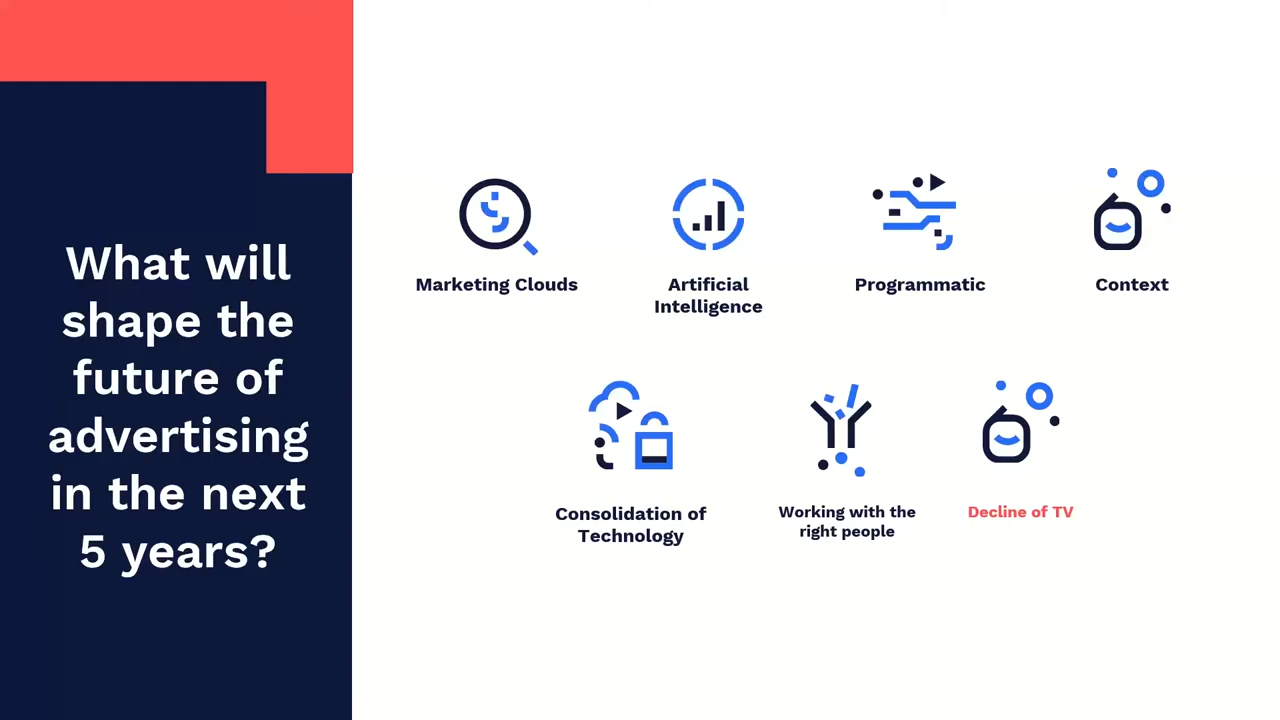 What will
shape the
future of
advertising
in the next
5 years?
Marketing Clouds
Artificial
Intelligence
Programmatic
Context
Consolidation of
Technology
Working with the
right people
Decline of TV